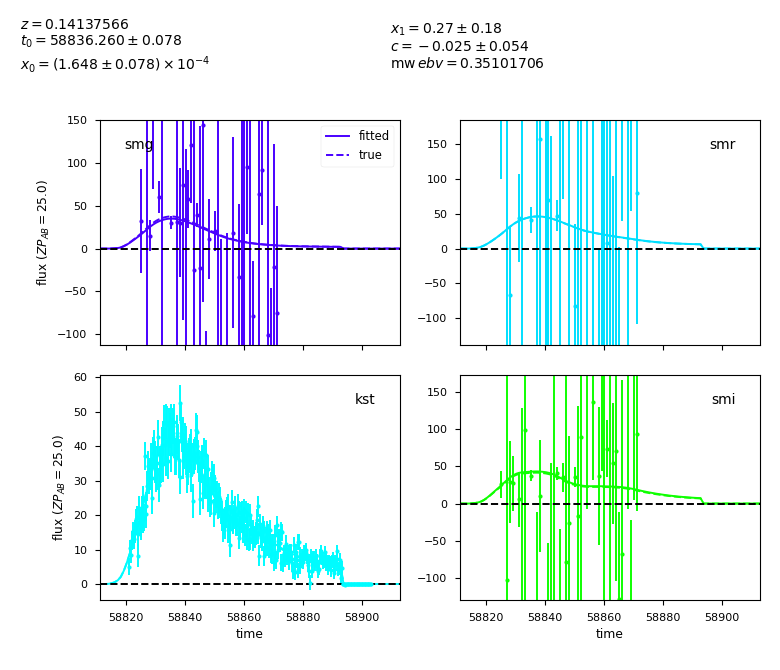 z = 0.14137566
t0 = 58836.260 ± 0.078
x0 = (1.648 ± 0.078) × 10^−4
x1 = 0.27 ± 0.18
c = −0.025 ± 0.054
mw ebv = 0.35101706
150
100
50
0
−50
−100
flux (ZP_AB = 25.0)
smg
fitted
true
150
100
50
0
−50
−100
smr
60
50
40
30
20
10
0
flux (ZP_AB = 25.0)
kst
58820 58840 58860 58880 58900
time
150
100
50
0
−50
−100
smi
58820 58840 58860 58880 58900
time